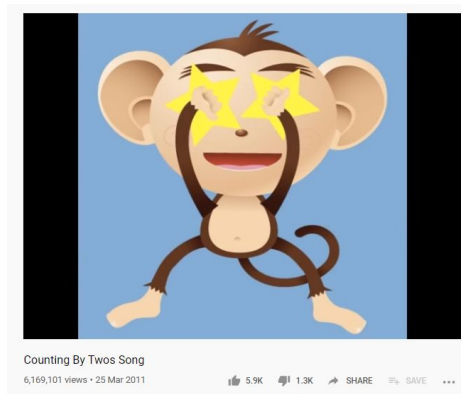 Counting By Twos Song
6,169,101 views • 25 Mar 2011 5.9K 1.3K SHARE SAVE ...